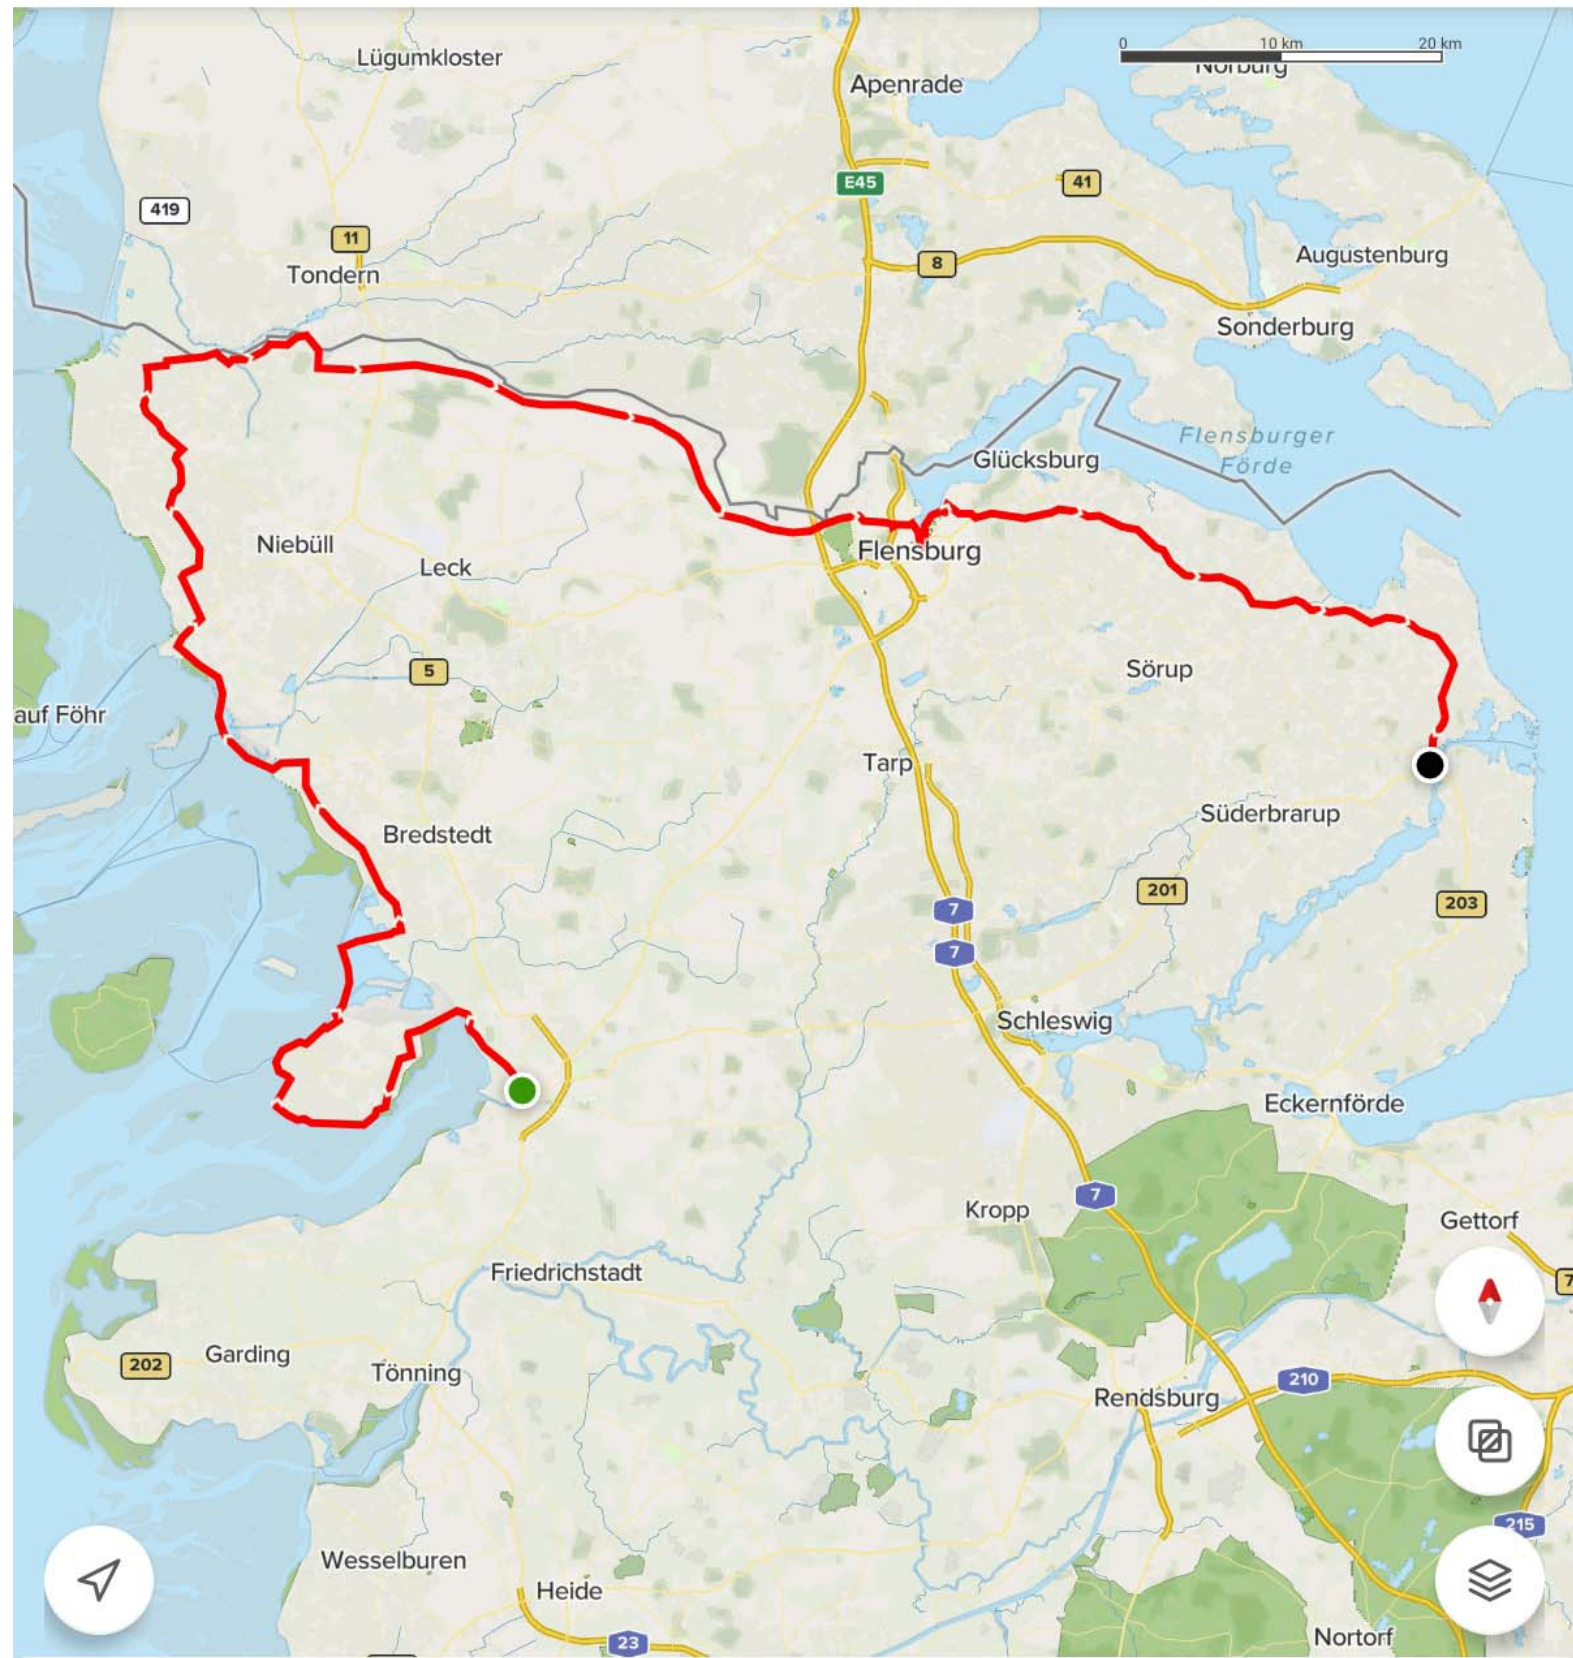 0 10 km 20 km
Lügumkloster
Norburg
Apenrade
E45
41
419
11
8
Augustenburg
Tondern
Sonderburg
Flensburger
Förde
Glücksburg
Niebüll
Flensburg
Leck
5
Sörup
auf Föhr
Tarp
Süderbrarup
Bredstedt
201
203
7
7
Schleswig
Eckernförde
7
Kropp
Gettorf
Friedrichstadt
7
Garding
202
Tönning
210
Rendsburg
215
Wesselburen
Heide
23
Nortorf